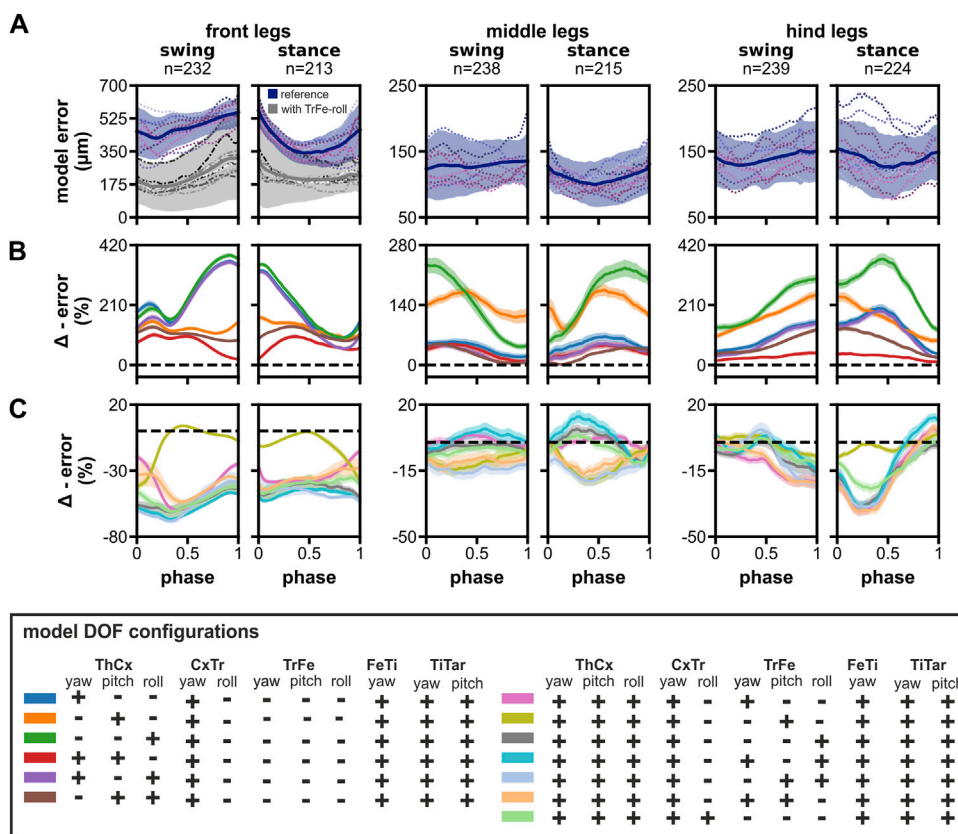 A
front legs
middle legs
hind legs
swing
stance
swing
stance
swing
stance
n=232
n=213
n=238
n=215
n=239
n=224
model error
(µm)
700
525
350
175
0
reference
with TrFe-roll
250
150
50
250
150
50
B
Δ - error
(%)
420
210
0
280
140
0
420
210
0
C
Δ - error
(%)
20
-30
-80
20
-15
-50
20
-15
-50
0 0.5 1
0 0.5 1
0 0.5 1
0 0.5 1
0 0.5 1
0 0.5 1
phase
phase
phase
phase
phase
phase
model DOF configurations
ThCx CxTr TrFe FeTi TiTar ThCx CxTr TrFe FeTi TiTar
yaw pitch roll yaw roll yaw pitch roll yaw yaw pitch yaw pitch roll yaw roll yaw pitch roll yaw yaw pitch
+ - - + - - - - + + + + + + + - + - - + + +
- + - + - - - - + + + + + + + - - + - + + +
- - + + - - - - + + + + + + + - - - + + + +
+ + - + - - - - + + + + + + + - + - + + + +
+ - + + - - - - + + + + + + + - - + + + + +
- + + + - - - - + + + + + + + - + + - + + +
+ + + + + - - - + + +